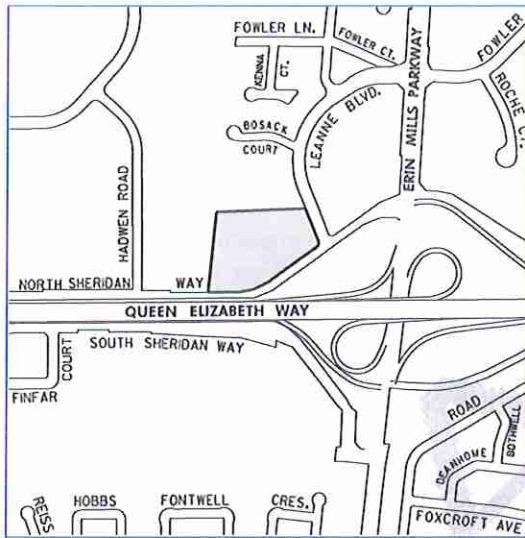 FOWLER LN.
FOWLER CT.
KENNA CT.
BOSACK COURT
LEANNE BLVD.
ERIN MILLS PARKWAY
FOWLER
ROCHE CT.
HADWEN ROAD
NORTH SHERIDAN WAY
QUEEN ELIZABETH WAY
SOUTH SHERIDAN WAY
FINFAR COURT
ROAD
DEANHOME
BOTHWELL
REISS
HOBBS
FONTWELL
CRES.
FOXCROFT AVE